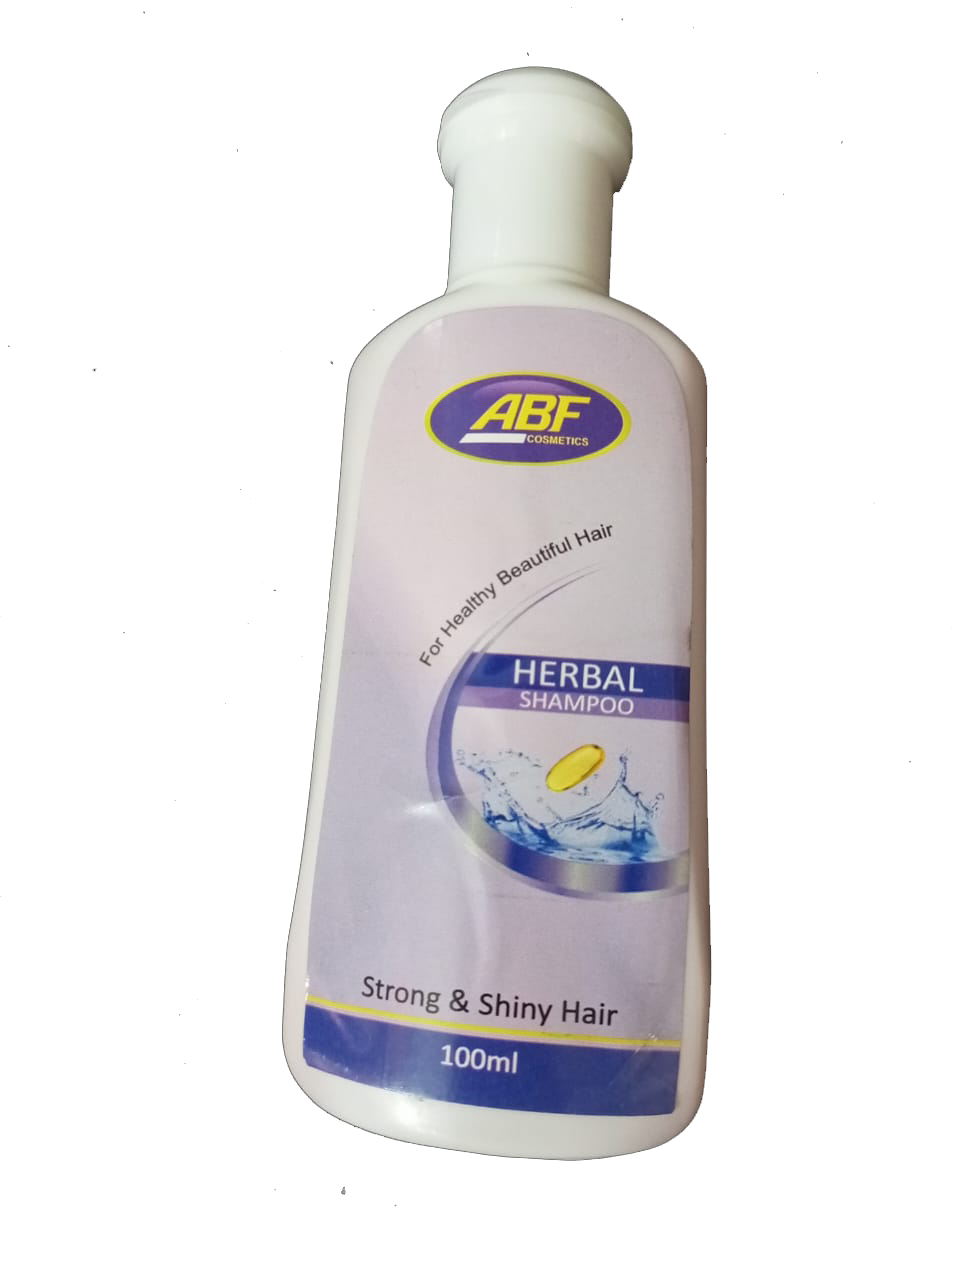 ABF
COSMETICS
For Healthy Beautiful Hair
HERBAL
SHAMPOO
Strong & Shiny Hair
100ml